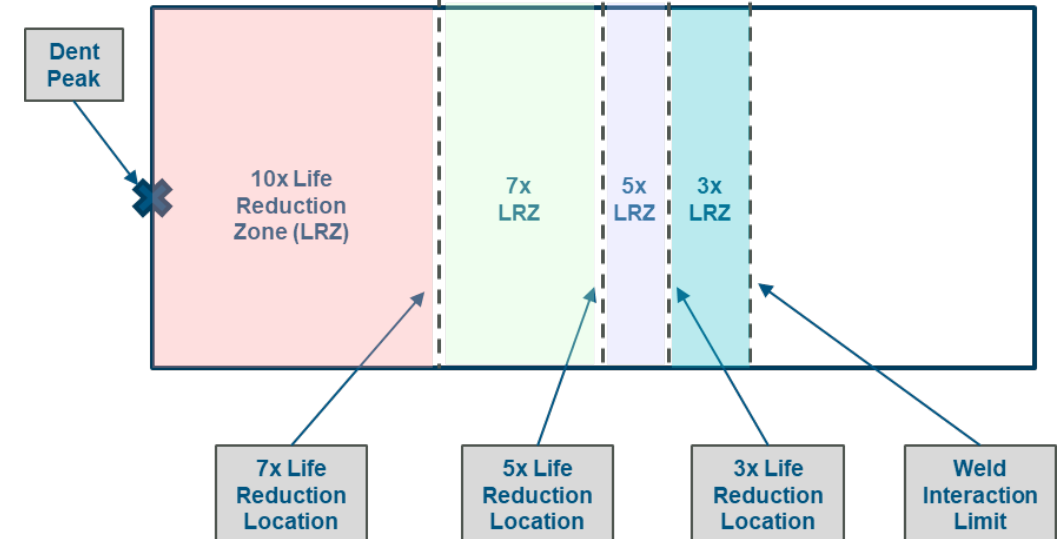 Dent
Peak
10x Life
Reduction
Zone (LRZ)
7x
LRZ
5x
LRZ
3x
LRZ
7x Life
Reduction
Location
5x Life
Reduction
Location
3x Life
Reduction
Location
Weld
Interaction
Limit